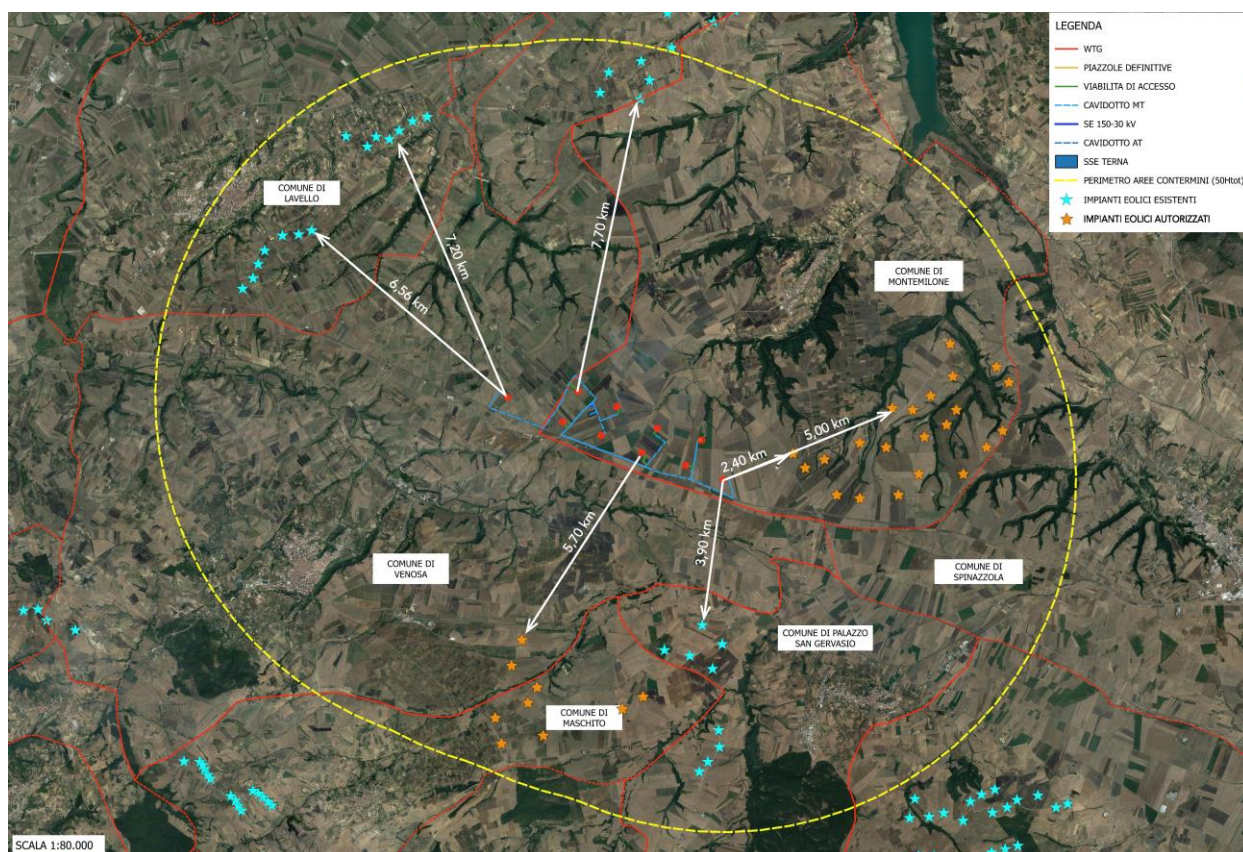 LEGENDA
WTG
PIAZZOLE DEFINITIVE
VIABILITA DI ACCESSO
CAVIDOTTO MT
SE 150-30 kV
CAVIDOTTO AT
SSE TERNA
PERIMETRO AREE CONTERMINI (50Htot)
IMPIANTI EOLICI ESISTENTI
IMPIANTI EOLICI AUTORIZZATI
COMUNE DI
LAVELLO
7,20 km
7,70 km
6,56 km
COMUNE DI
MONTEMILONE
5,00 km
2,40 km
3,90 km
5,70 km
COMUNE DI
VENOSA
COMUNE DI
SPINAZZOLA
COMUNE DI PALAZZO
SAN GERVASIO
COMUNE DI
MASCHITO
SCALA 1:80.000